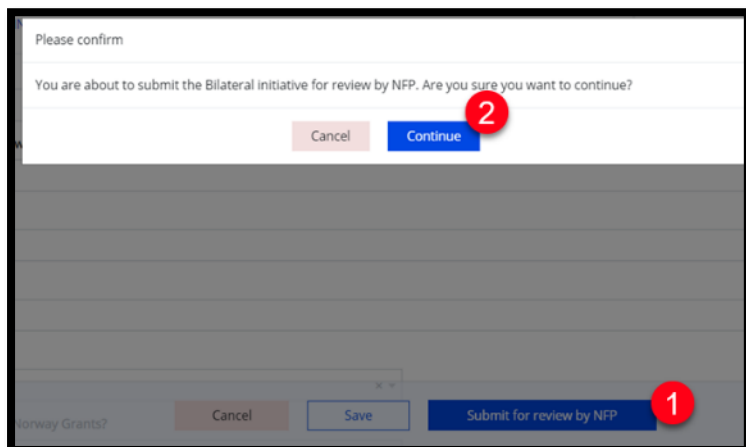 Please confirm
You are about to submit the Bilateral initiative for review by NFP. Are you sure you want to continue?
2
Cancel Continue
Norway Grants? Cancel Save Submit for review by NFP 1